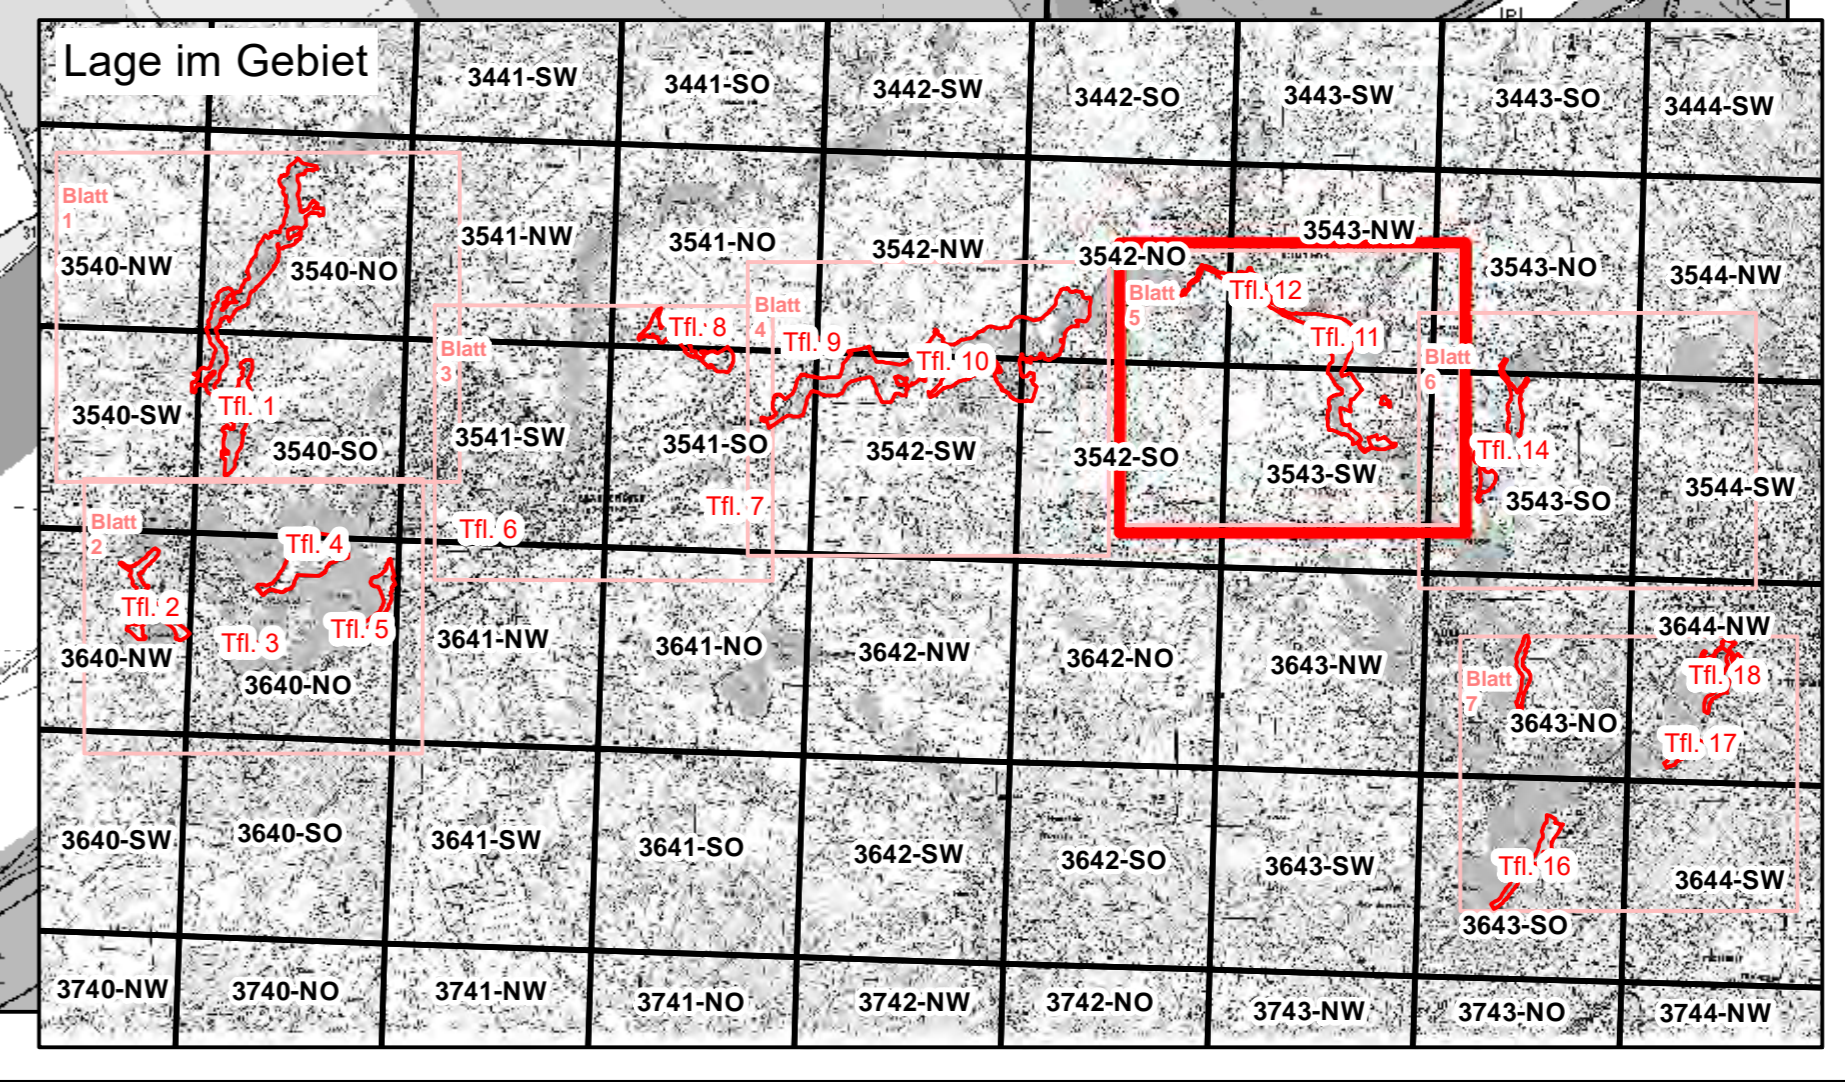 Lage im Gebiet
3441-SW
3441-SO
3442-SW
3442-SO
3443-SW
3443-SO
3444-SW
Blatt
1
3540-NW
3540-NO
3541-NW
3541-NO
3542-NW
3542-NO
3543-NW
3543-NO
3544-NW
Blatt
3
Tfl. 8
Blatt
4
Tfl. 9
Tfl. 10
Blatt
5
Tfl. 12
Tfl. 11
Blatt
6
3540-SW
Tfl. 1
3540-SO
3541-SW
3541-SO
3542-SW
3542-SO
3543-SW
Tfl. 14
3543-SO
3544-SW
Tfl. 6
Tfl. 7
Blatt
2
Tfl. 4
Tfl. 2
Tfl. 3
Tfl. 5
3640-NW
3640-NO
3641-NW
3641-NO
3642-NW
3642-NO
3643-NW
Blatt
7
3643-NO
3644-NW
Tfl. 18
Tfl. 17
3640-SW
3640-SO
3641-SW
3641-SO
3642-SW
3642-SO
3643-SW
Tfl. 16
3643-SO
3644-SW
3740-NW
3740-NO
3741-NW
3741-NO
3742-NW
3742-NO
3743-NW
3743-NO
3744-NW